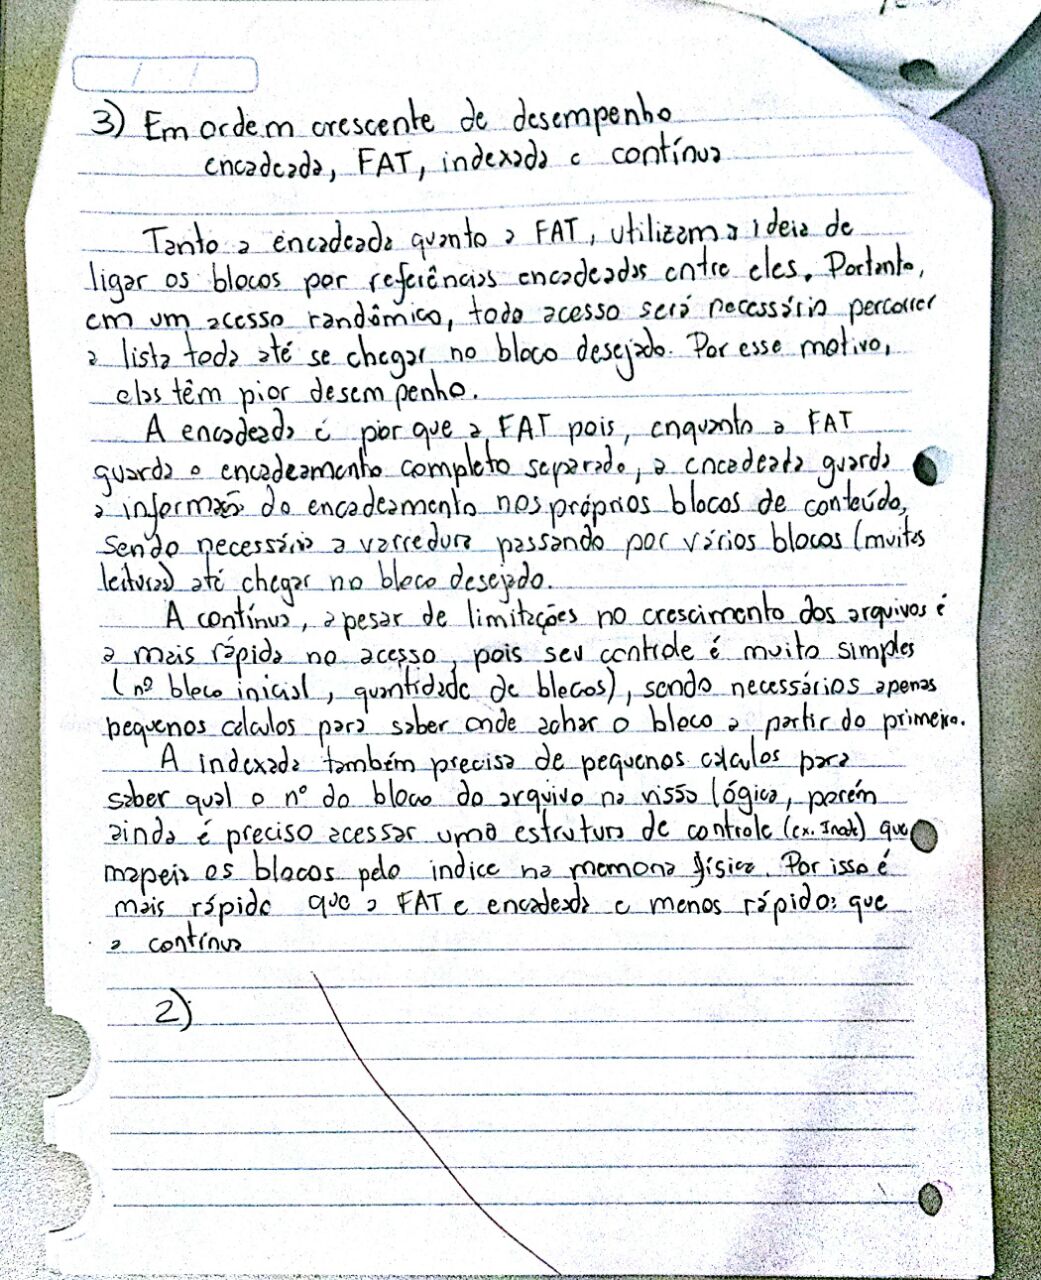 3) Em ordem crescente de desempenho
encadeada, FAT, indexada e contínua
Tanto a encadeada quanto a FAT, utilizam a ideia de
ligar os blocos por referências encadeadas entre eles. Portanto,
em um acesso randômico, todo acesso será necessário percorrer
a lista toda até se chegar no bloco desejado. Por esse motivo,
elas têm pior desempenho.
A encadeada é pior que a FAT pois, enquanto a FAT
guarda o encadeamento completo separado, a encadeada guarda
a informação do encadeamento nos próprios blocos de conteúdo,
sendo necessário a varredura passando por vários blocos (muitas
leituras) até chegar no bloco desejado.
A contínua, apesar de limitações no crescimento dos arquivos é
a mais rápida no acesso, pois seu controle é muito simples
(nº bloco inicial, quantidade de blocos), sendo necessários apenas
pequenos cálculos para saber onde achar o bloco a partir do primeiro.
A indexada também precisa de pequenos cálculos para
saber qual o nº do bloco do arquivo na visão lógica, porém
ainda é preciso acessar uma estrutura de controle (ex. Inode) que
mapeia os blocos pelo indice na memoria física. Por isso é
mais rápido que a FAT e encadeada e menos rápido que
a contínua
2)